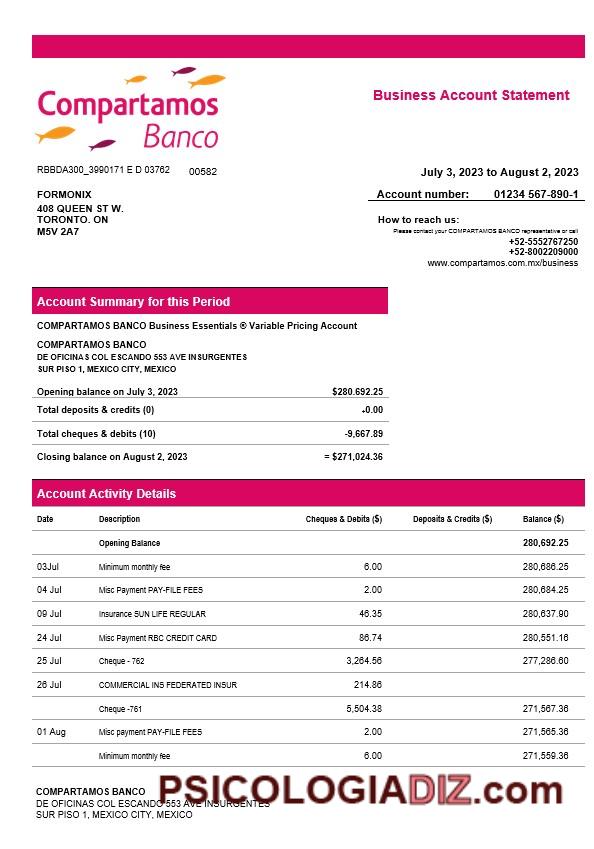 Compartamos
Banco
Business Account Statement
RBBDA300_3990171 E D 03762 00582
July 3, 2023 to August 2, 2023
FORMONIX
408 QUEEN ST W.
TORONTO. ON
M5V 2A7
Account number: 01234 567-890-1
How to reach us:
Please contact your COMPARTAMOS BANCO representative or call
+52-5552767250
+52-8002209000
www.compartamos.com.mx/business
Account Summary for this Period
COMPARTAMOS BANCO Business Essentials ® Variable Pricing Account
COMPARTAMOS BANCO
DE OFICINAS COL ESCANDO 553 AVE INSURGENTES
SUR PISO 1, MEXICO CITY, MEXICO
Opening balance on July 3, 2023 $280.692.25
Total deposits & credits (0) +0.00
Total cheques & debits (10) -9,667.89
Closing balance on August 2, 2023 = $271,024.36
Account Activity Details
Date Description Cheques & Debits ($) Deposits & Credits ($) Balance ($)
Opening Balance 280,692.25
03Jul Minimum monthly fee 6.00 280,686.25
04 Jul Misc Payment PAY-FILE FEES 2.00 280,684.25
09 Jul Insurance SUN LIFE REGULAR 46.35 280,637.90
24 Jul Misc Payment RBC CREDIT CARD 86.74 280,551.16
25 Jul Cheque - 762 3,264.56 277,286.60
26 Jul COMMERCIAL INS FEDERATED INSUR 214.86
Cheque -761 5,504.38 271,567.36
01 Aug Misc payment PAY-FILE FEES 2.00 271,565.36
Minimum monthly fee 6.00 271,559.36
COMPARTAMOS BANCO
DE OFICINAS COL ESCANDO 553 AVE INSURGENTES
SUR PISO 1, MEXICO CITY, MEXICO
PSICOLOGIADIZ.com